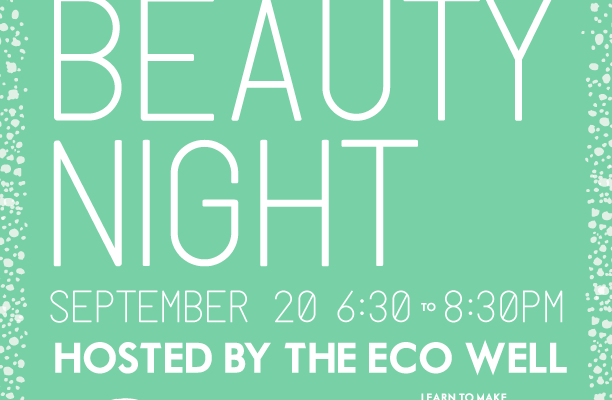 BEAUTY
NIGHT
SEPTEMBER 20 6:30 TO 8:30PM
HOSTED BY THE ECO WELL
LEARN TO MAKE